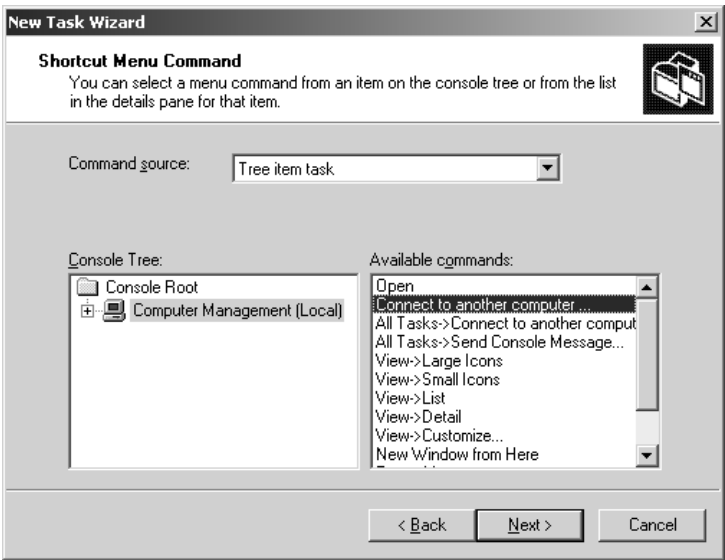 New Task Wizard
Shortcut Menu Command
You can select a menu command from an item on the console tree or from the list
in the details pane for that item.
Command source:
Tree item task
Console Tree:
Console Root
Computer Management (Local)
Available commands:
Open
Connect to another computer...
All Tasks->Connect to another comput
All Tasks->Send Console Message...
View->Large Icons
View->Small Icons
View->List
View->Detail
View->Customize...
New Window from Here
< Back
Next >
Cancel